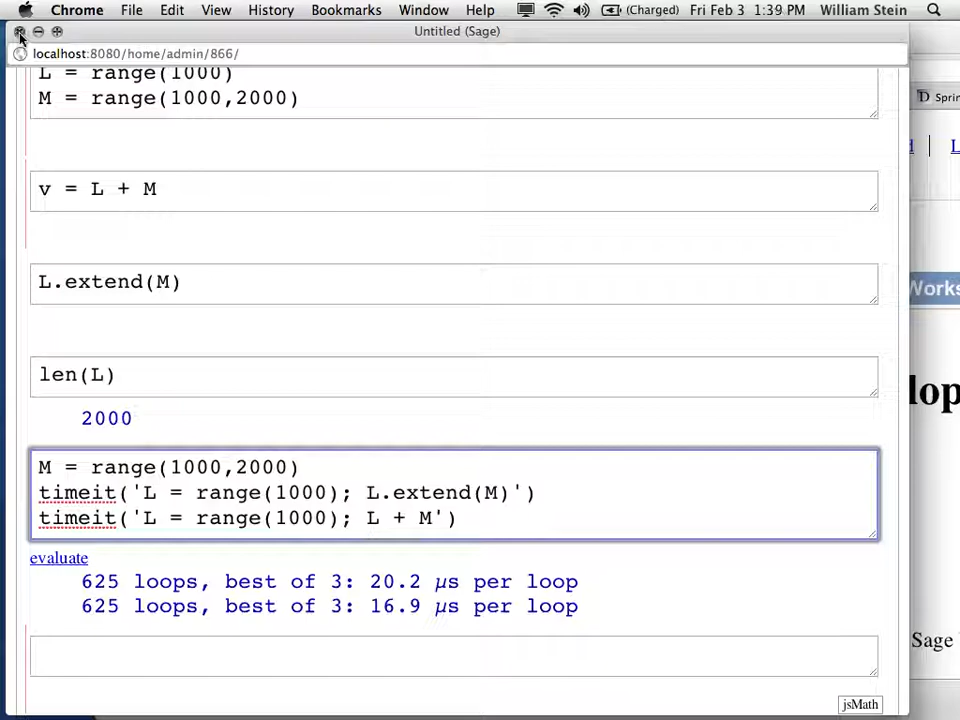 Chrome File Edit View History Bookmarks Window Help (Charged) Fri Feb 3 1:39 PM William Stein
Untitled (Sage)
localhost:8080/home/admin/866/
L = range(1000)
M = range(1000,2000)
v = L + M
L.extend(M)
len(L)
2000
M = range(1000,2000)
timeit('L = range(1000); L.extend(M)')
timeit('L = range(1000); L + M')
evaluate
625 loops, best of 3: 20.2 µs per loop
625 loops, best of 3: 16.9 µs per loop
jsMath
Sprin
L
Works
lop
Sage